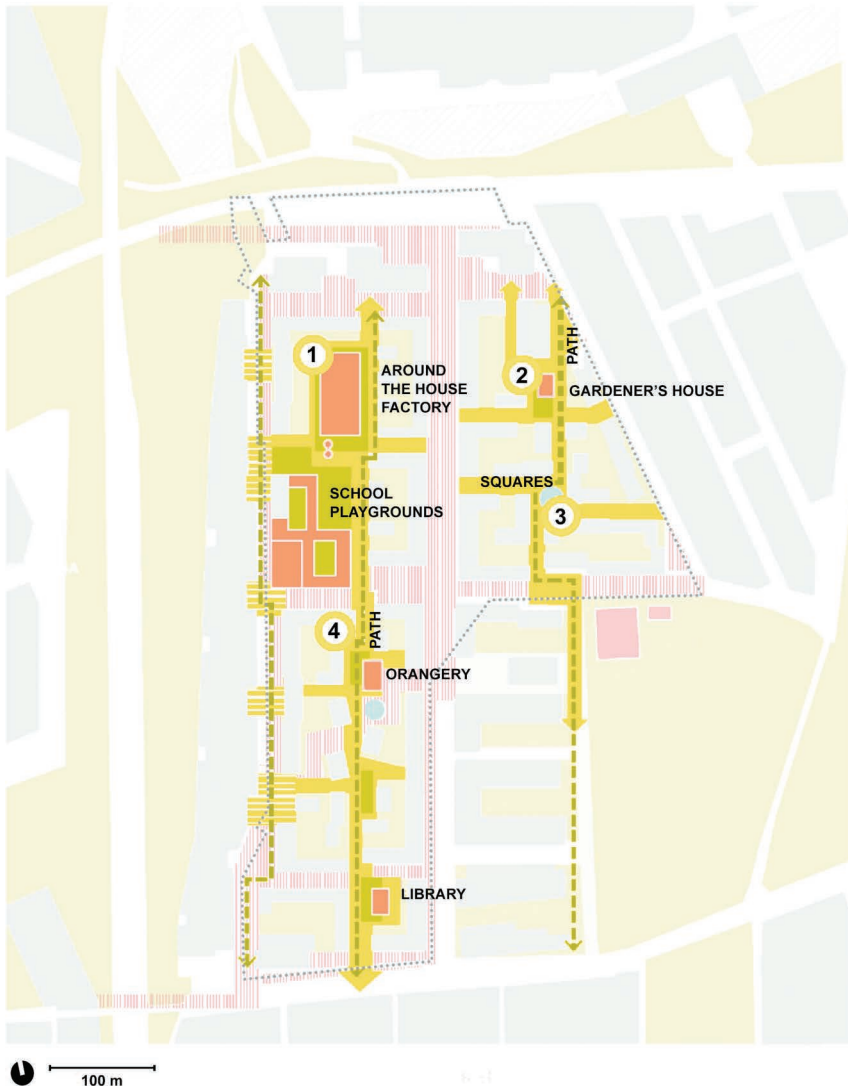 1
AROUND
THE HOUSE
FACTORY
2
PATH
GARDENER'S HOUSE
SQUARES
3
SCHOOL
PLAYGROUNDS
4
PATH
ORANGERY
LIBRARY
100 m